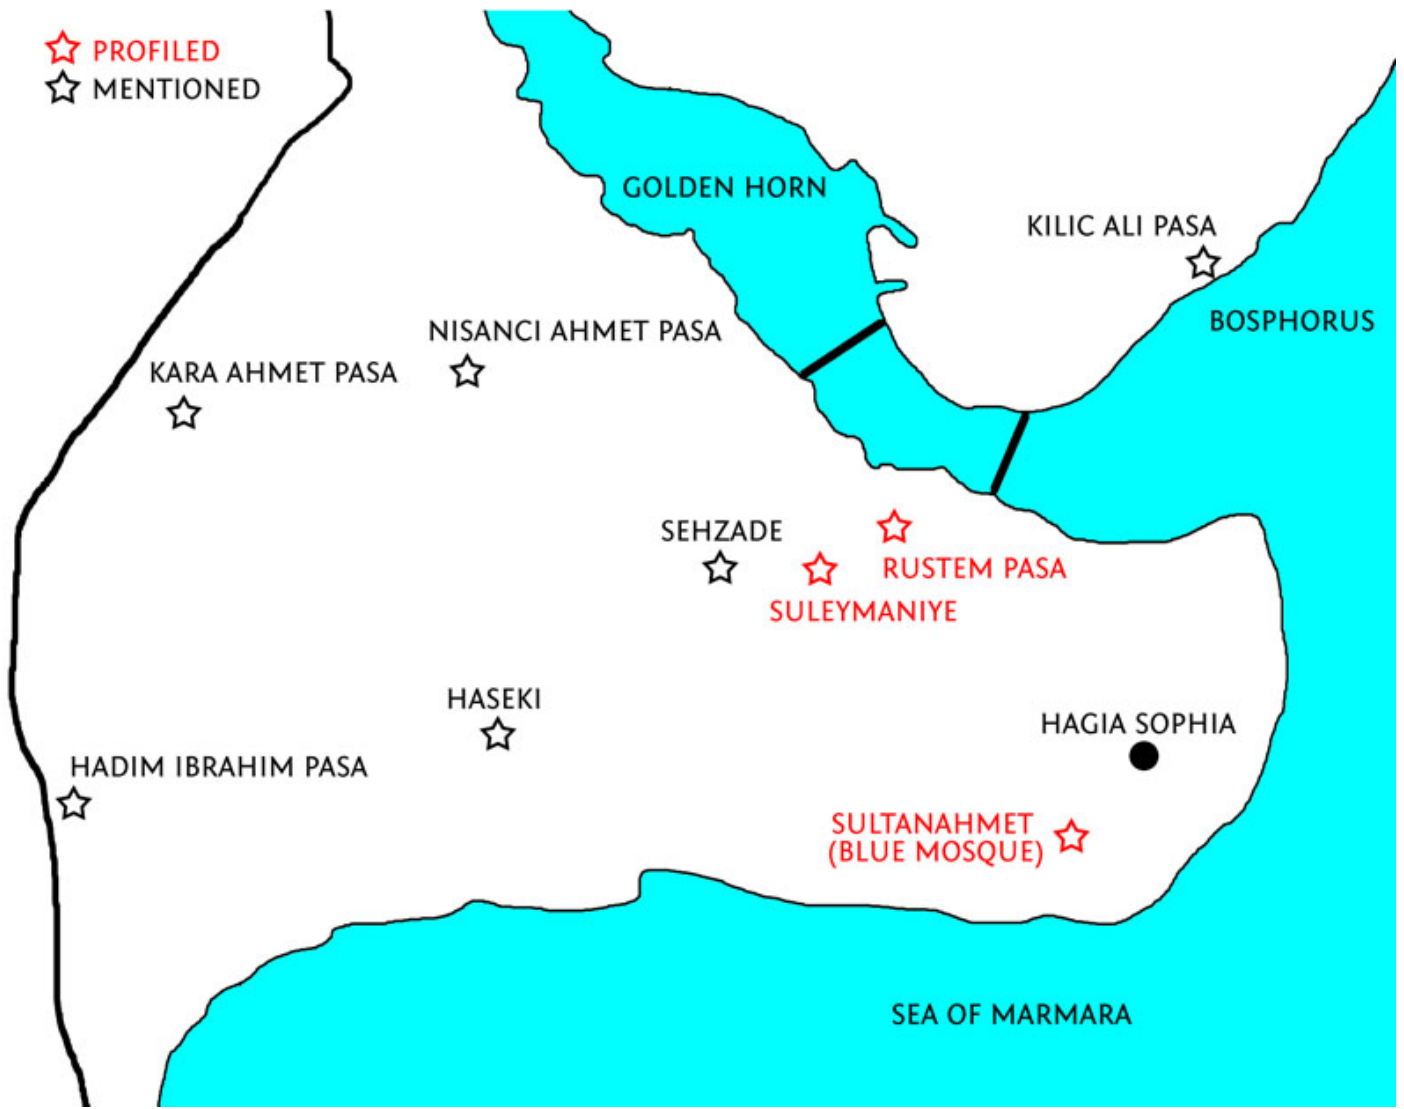 PROFILED
MENTIONED
GOLDEN HORN
KILIC ALI PASA
BOSPHORUS
NISANCI AHMET PASA
KARA AHMET PASA
SEHZADE
RUSTEM PASA
SULEYMANIYE
HASEKI
HAGIA SOPHIA
HADIM IBRAHIM PASA
SULTANAHMET
(BLUE MOSQUE)
SEA OF MARMARA